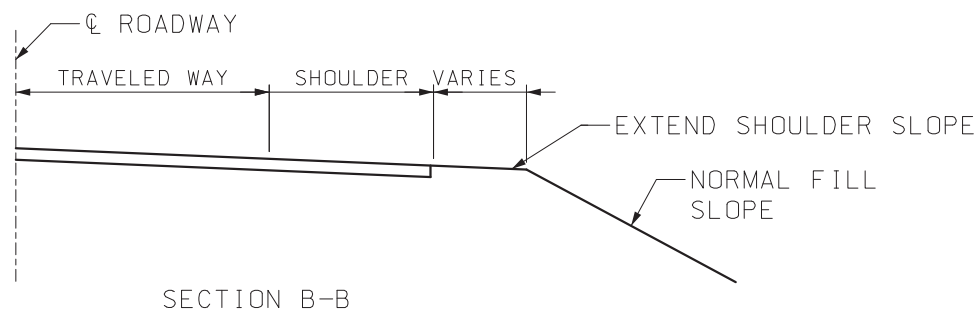 ℄ ROADWAY
TRAVELED WAY
SHOULDER
VARIES
EXTEND SHOULDER SLOPE
NORMAL FILL
SLOPE
SECTION B-B